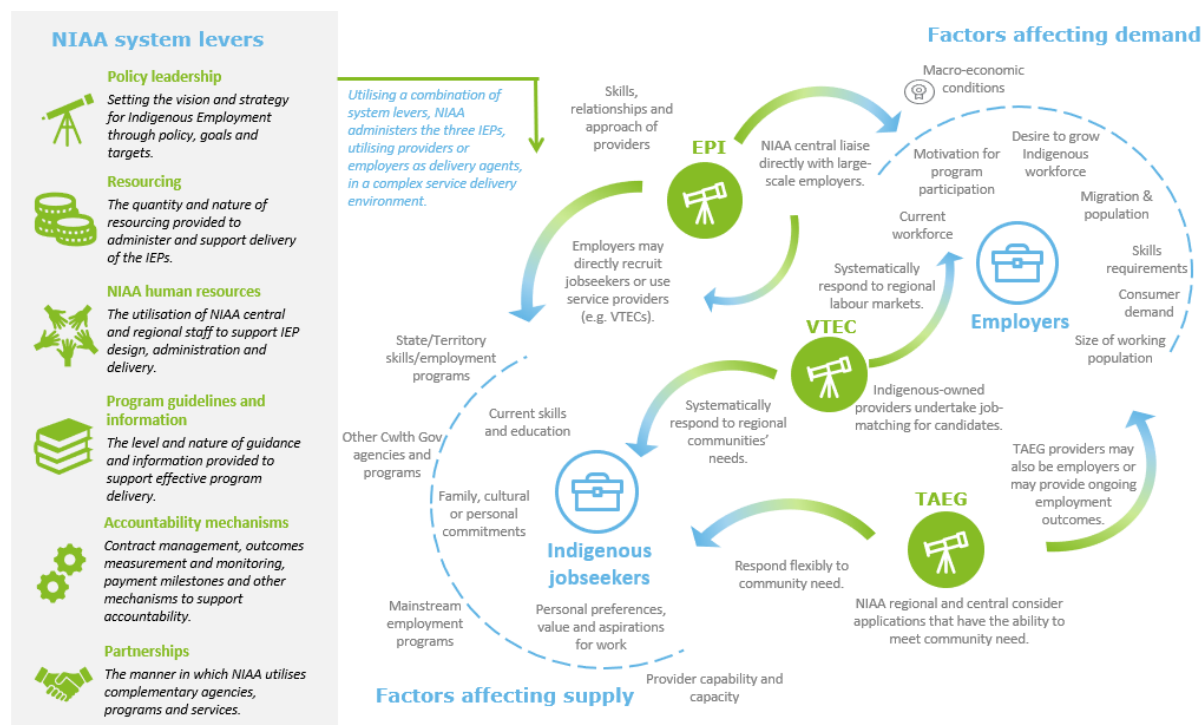 NIAA system levers
Policy leadership
Setting the vision and strategy
for Indigenous Employment
through policy, goals and
targets.
Resourcing
The quantity and nature of
resourcing provided to
administer and support delivery
of the IEPs.
NIAA human resources
The utilisation of NIAA central
and regional staff to support IEP
design, administration and
delivery.
Program guidelines and
information
The level and nature of guidance
and information provided to
support effective program
delivery.
Accountability mechanisms
Contract management, outcomes
measurement and monitoring,
payment milestones and other
mechanisms to support
accountability.
Partnerships
The manner in which NIAA utilises
complementary agencies,
programs and services.
Utilising a combination of
system levers, NIAA
administers the three IEPs,
utilising providers or
employers as delivery agents,
in a complex service delivery
environment.
Skills,
relationships and
approach of
providers
EPI
NIAA central liaise
directly with large-
scale employers.
Employers may
directly recruit
jobseekers or use
service providers
(e.g. VTECs).
Factors affecting demand
Macro-economic
conditions
Desire to grow
Indigenous
workforce
Motivation for
program
participation
Migration &
population
Current
workforce
Skills
requirements
Consumer
demand
Size of working
population
Employers
Systematically
respond to regional
labour markets.
VTEC
Indigenous-owned
providers undertake job-
matching for candidates.
Systematically
respond to regional
communities'
needs.
State/Territory
skills/employment
programs
Current skills
and education
Other Cwlth Gov
agencies and
programs
Family, cultural
or personal
commitments
Indigenous
jobseekers
Mainstream
employment
programs
Personal preferences,
value and aspirations
for work
Provider capability and
capacity
Factors affecting supply
TAEG
TAEG providers may
also be employers or
may provide ongoing
employment
outcomes.
Respond flexibly to
community need.
NIAA regional and central consider
applications that have the ability to
meet community need.